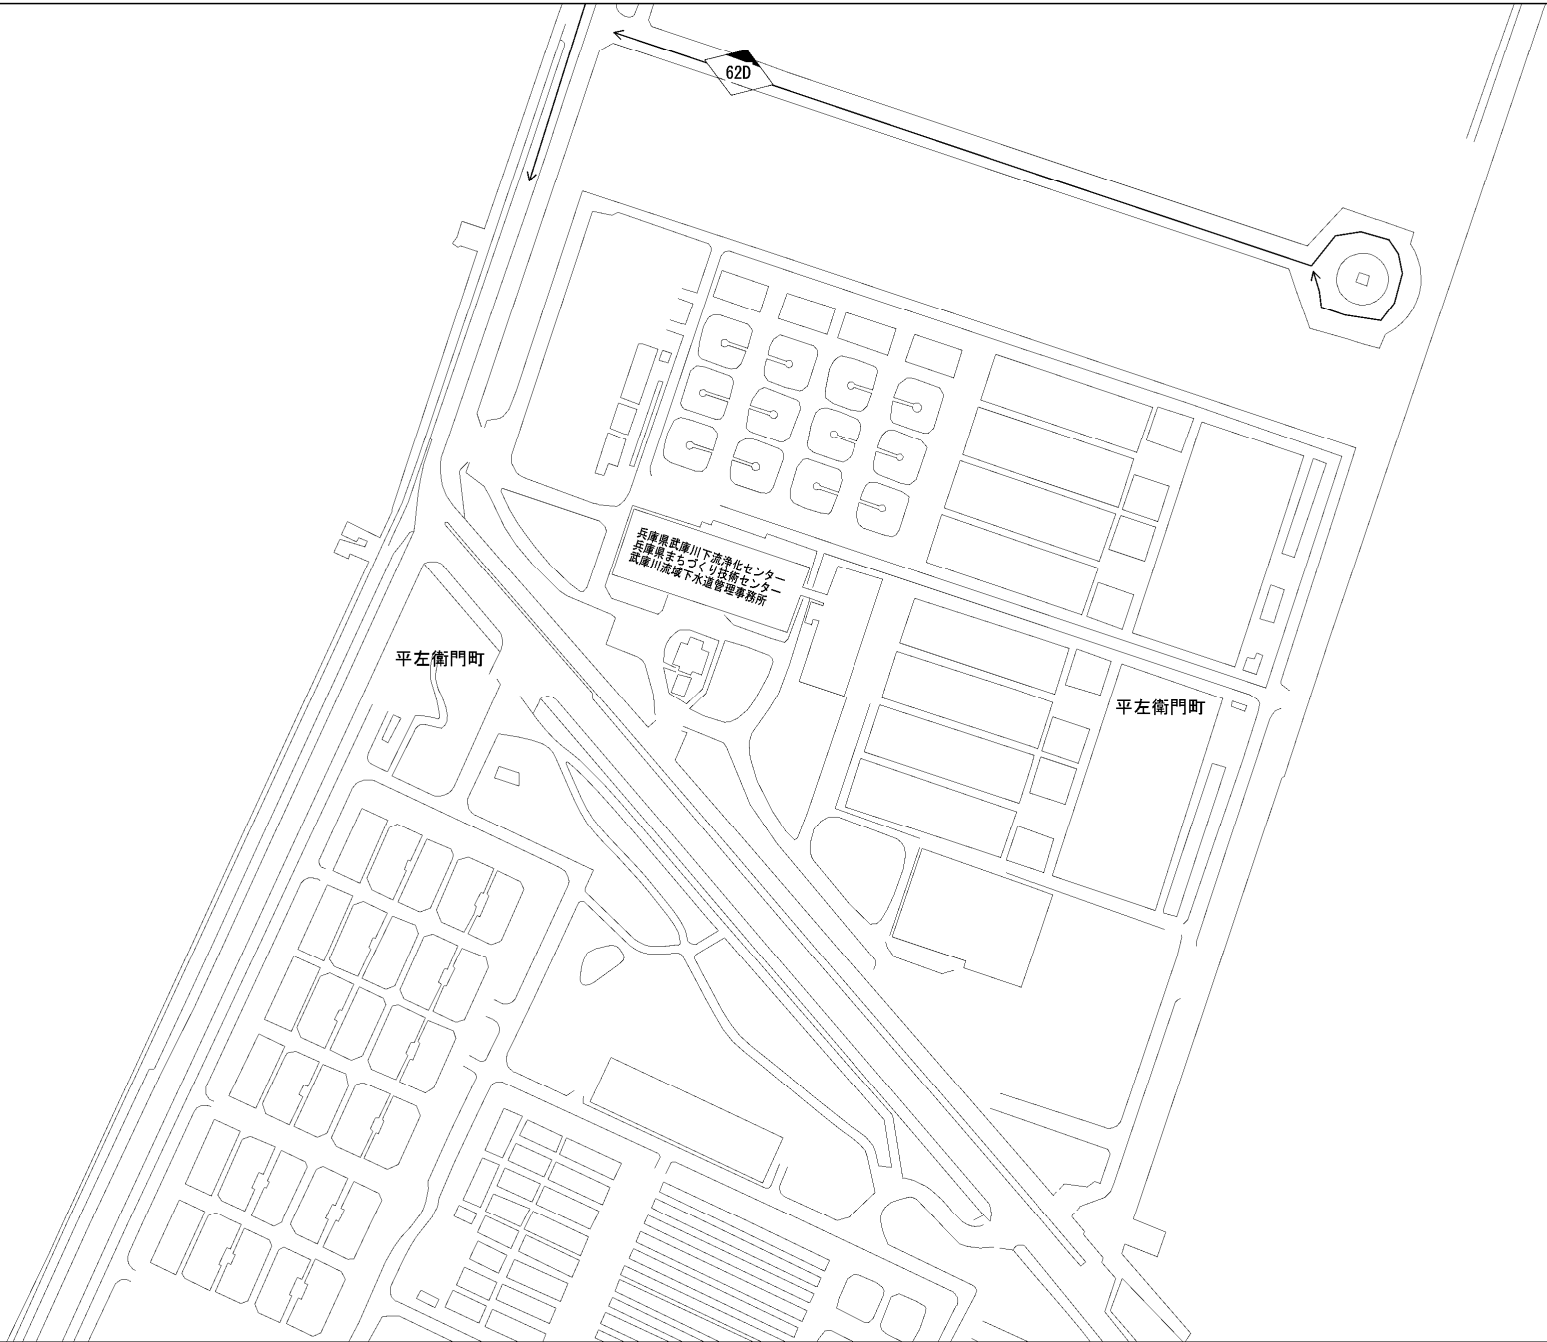 62D
兵庫県武庫川下流浄化センター
兵庫県まちづくり技術センター
武庫川流域下水道管理事務所
平左衛門町
平左衛門町